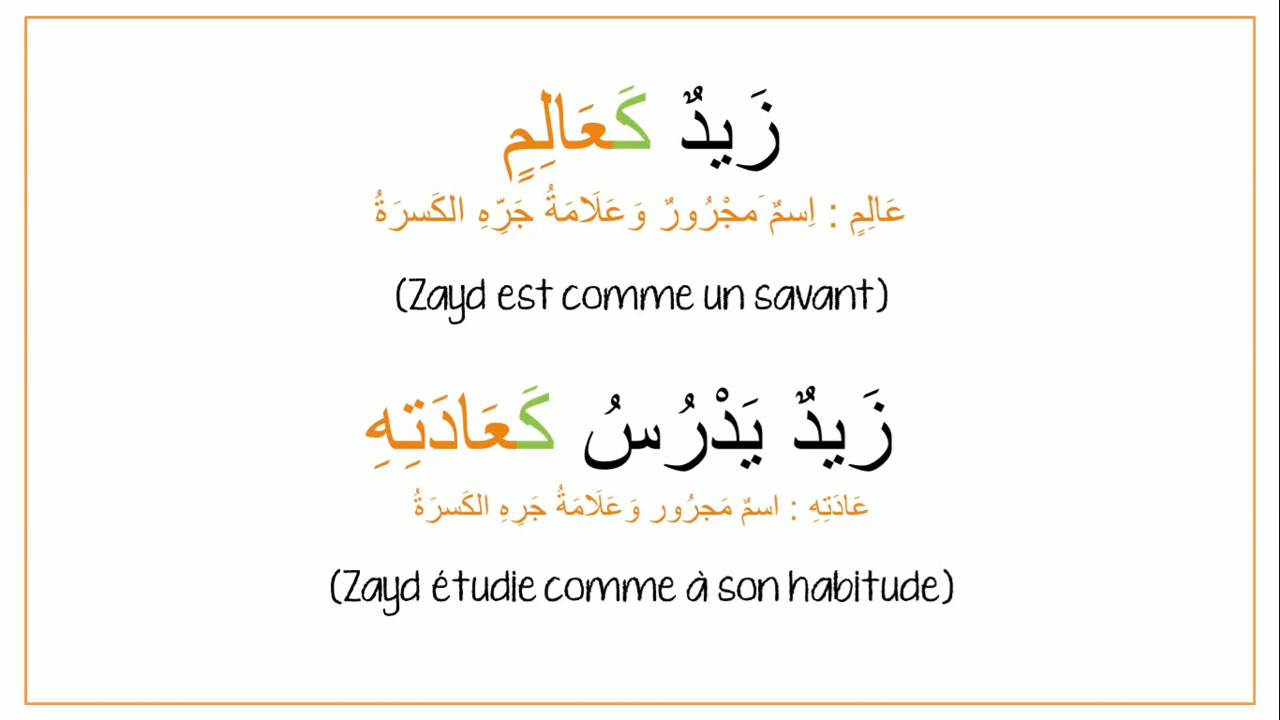 زَيدٌ كَعَالِمٍ
عَالِمٍ : اِسمٌ مَجْرُورٌ وَعَلَامَةُ جَرِّهِ الكَسرَةُ
(Zayd est comme un savant)
زَيدٌ يَدْرُسُ كَعَادَتِهِ
عَادَتِهِ : اسمٌ مَجرُور وَعَلَامَةُ جَرِهِ الكَسرَةُ
(Zayd étudie comme à son habitude)